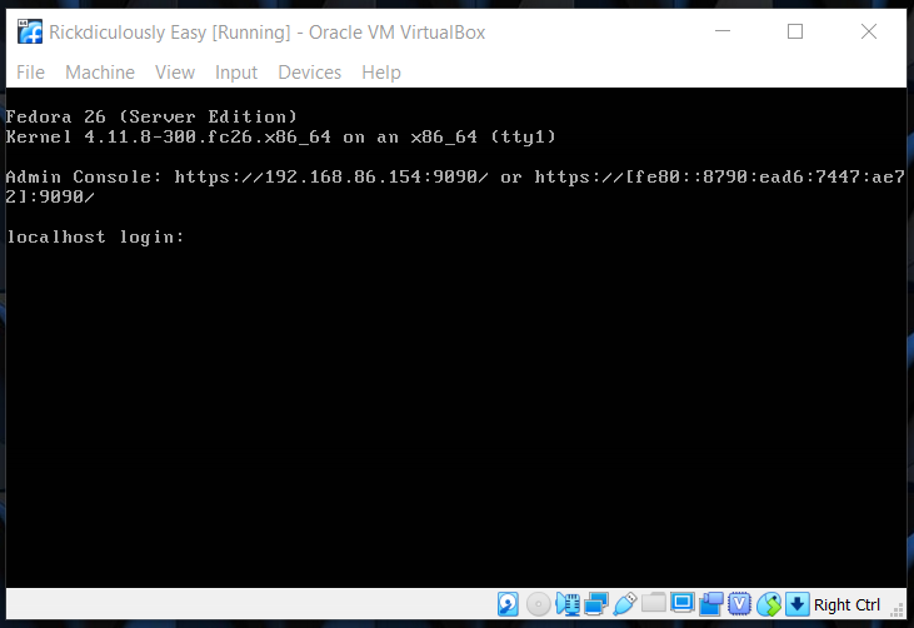 Rickdiculously Easy [Running] - Oracle VM VirtualBox
File Machine View Input Devices Help
Fedora 26 (Server Edition)
Kernel 4.11.8-300.fc26.x86_64 on an x86_64 (tty1)
Admin Console: https://192.168.86.154:9090/ or https://[fe80::8790:ead6:7447:ae7
2]:9090/
localhost login:
Right Ctrl